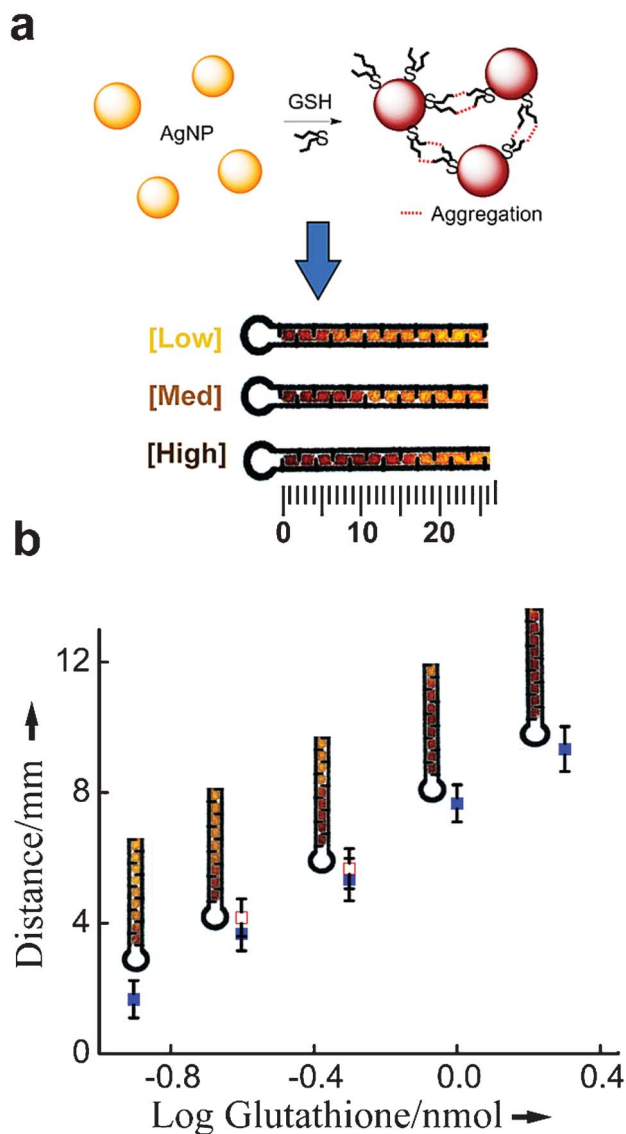 a
GSH
AgNP
S
S S
S S
S S
S S
Aggregation
[Low]
[Med]
[High]
0 10 20
b
12
8
4
0
Distance/mm
-0.8 -0.4 0.0 0.4
Log Glutathione/nmol